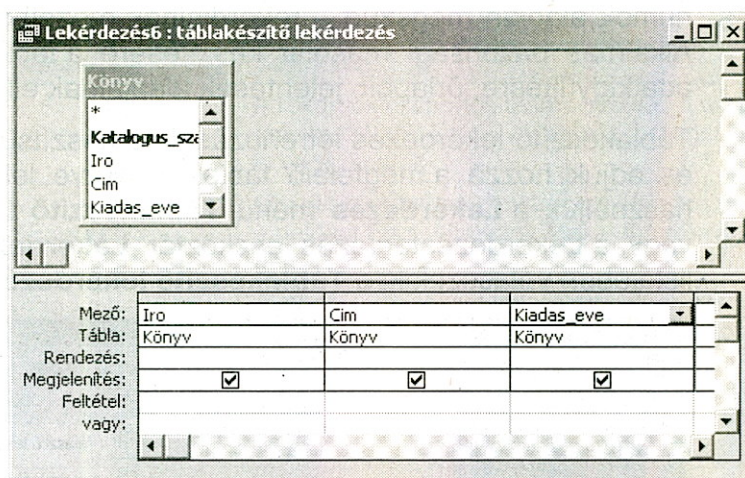 Lekérdezés6 : táblakészítő lekérdezés
Könyv
*
Katalogus_sza
Iro
Cim
Kiadas_eve
Mező: Iro Cim Kiadas_eve
Tábla: Könyv Könyv Könyv
Rendezés:
Megjelenítés:
Feltétel:
vagy: